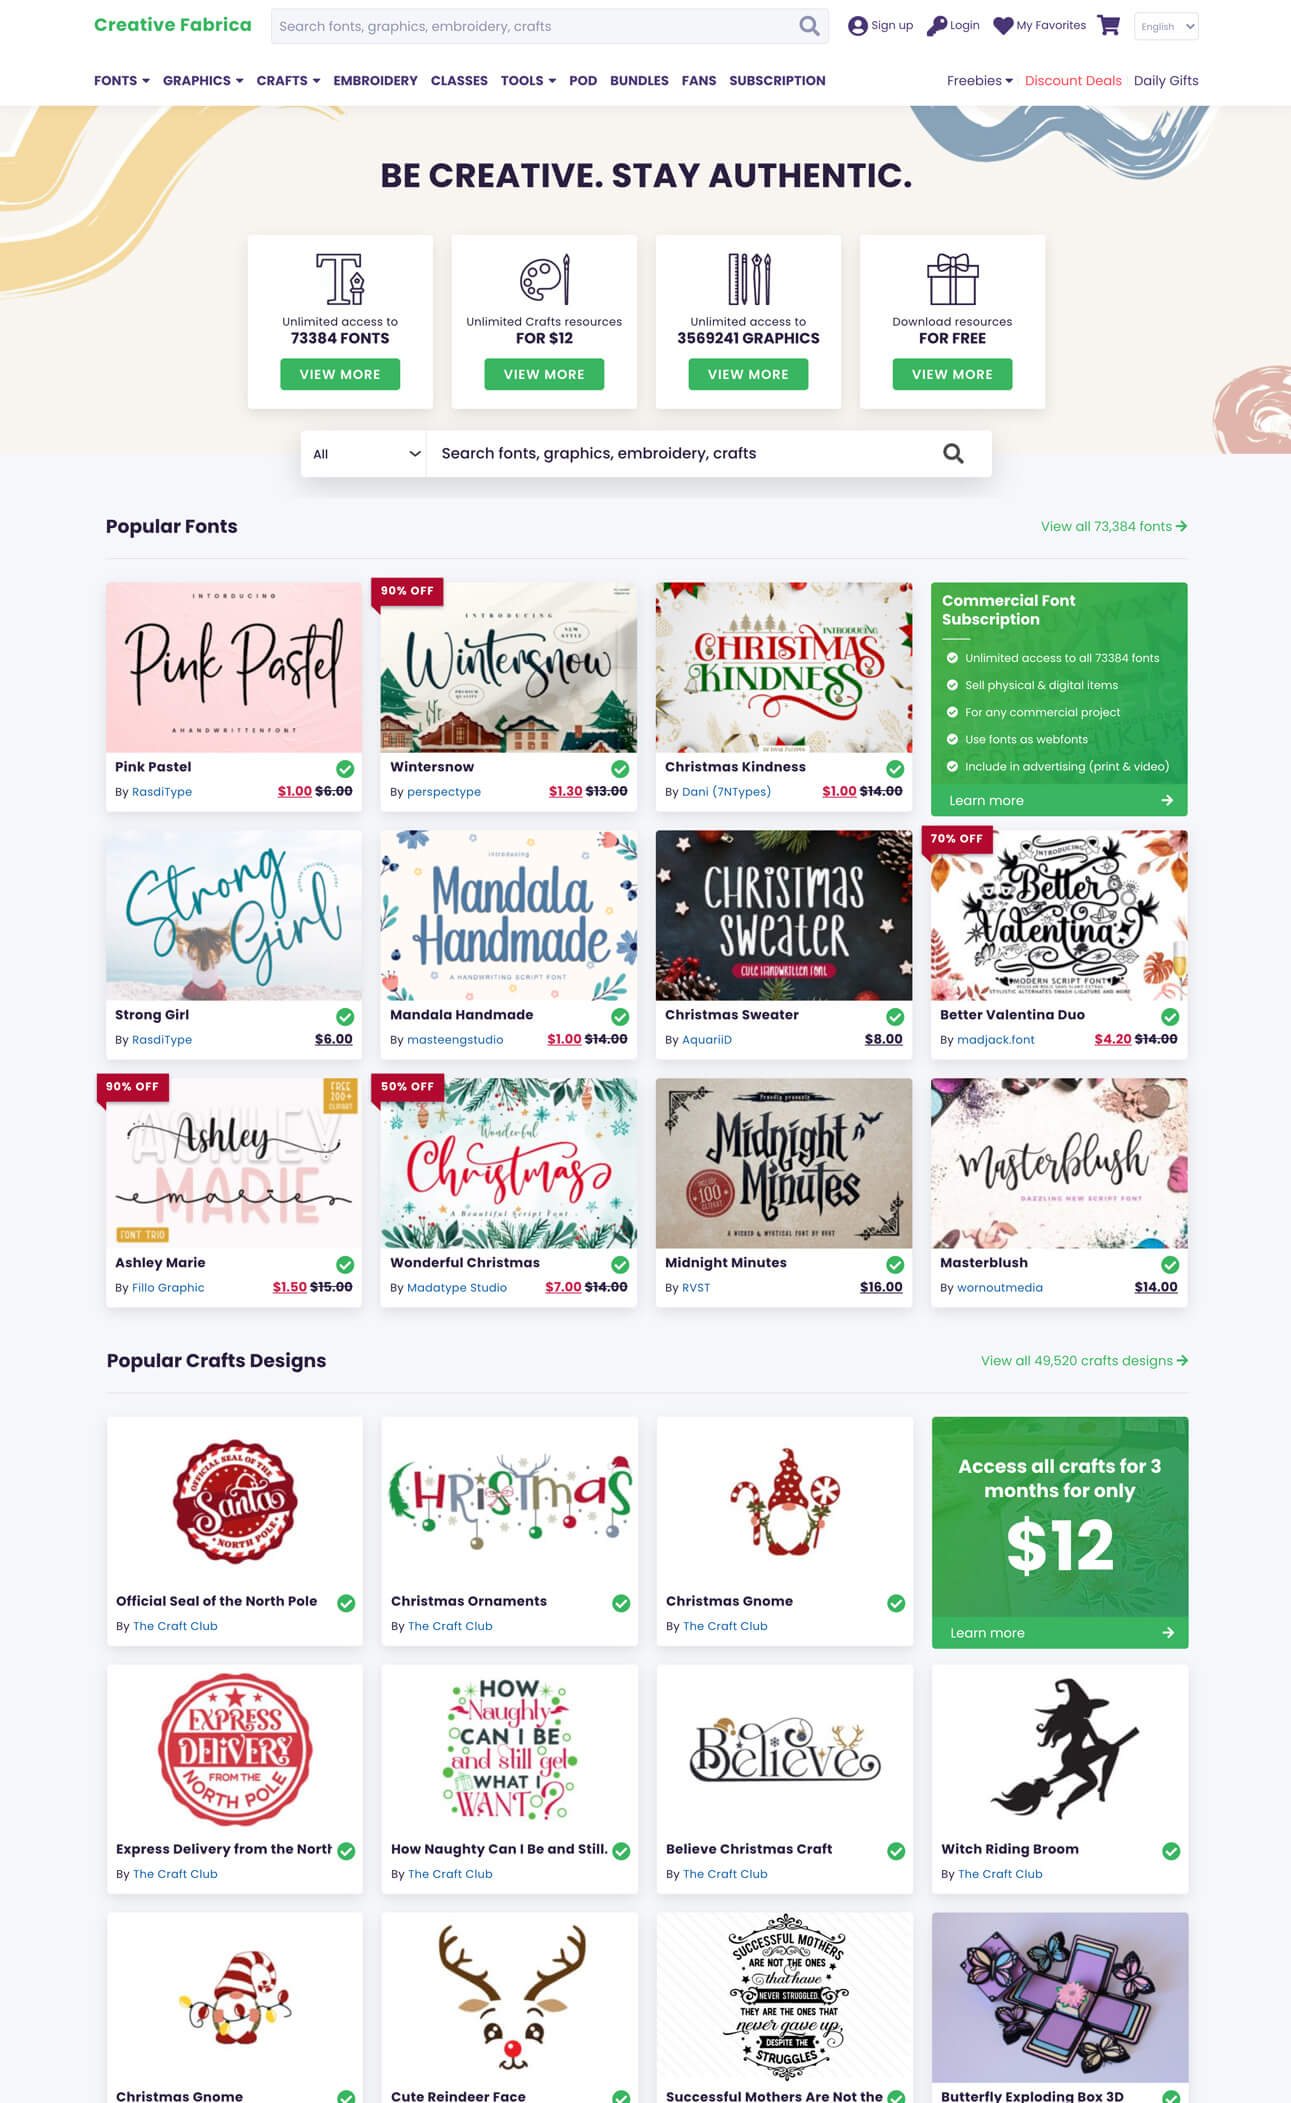 Creative Fabrica
Search fonts, graphics, embroidery, crafts
Sign up
Login
My Favorites
English
FONTS
GRAPHICS
CRAFTS
EMBROIDERY
CLASSES
TOOLS
POD
BUNDLES
FANS
SUBSCRIPTION
Freebies
Discount Deals
Daily Gifts
BE CREATIVE. STAY AUTHENTIC.
Unlimited access to
73384 FONTS
VIEW MORE
Unlimited Crafts resources
FOR $12
VIEW MORE
Unlimited access to
3569241 GRAPHICS
VIEW MORE
Download resources
FOR FREE
VIEW MORE
All
Search fonts, graphics, embroidery, crafts
Popular Fonts
View all 73,384 fonts
INTORDUCING
Pink Pastel
AHANDWRITTENFONT
Pink Pastel
By RasdiType
$1.00 $6.00
90% OFF
INTRODUCING
NEW STYLE
Wintersnow
PREMIUM QUALITY
Wintersnow
By perspectype
$1.30 $13.00
INTRODUCING
CHRISTMAS
KINDNESS
Christmas Kindness
By Dani (7NTypes)
$1.00 $14.00
Commercial Font
Subscription
Unlimited access to all 73384 fonts
Sell physical & digital items
For any commercial project
Use fonts as webfonts
Include in advertising (print & video)
Learn more
Strong
Girl
Strong Girl
By RasdiType
$6.00
introducing
Mandala
Handmade
A HANDWRITING SCRIPT FONT
Mandala Handmade
By masteengstudio
$1.00 $14.00
CHRISTMAS
SWEATER
CUTE HANDWRITTEN FONT
Christmas Sweater
By AquariiD
$8.00
70% OFF
INTRODUCING
Better
Valentina
MODERN SCRIPT FONT
STYLISTIC ALTERNATES SWASH LIGATURE AND MORE
Better Valentina Duo
By madjack.font
$4.20 $14.00
90% OFF
FREE
200+
CLIPART
ASHLEY
Ashley
MARIE
marie
FONT TRIO
Ashley Marie
By Fillo Graphic
$1.50 $15.00
50% OFF
Wonderful
Christmas
A Beautiful Script Font
Wonderful Christmas
By Madatype Studio
$7.00 $14.00
Proudly presents
Midnight
Minutes
100
A WICKED & MYSTICAL FONT BY RVST
Midnight Minutes
By RVST
$16.00
Masterblush
DAZZLING NEW SCRIPT FONT
Masterblush
By wornoutmedia
$14.00
Popular Crafts Designs
View all 49,520 crafts designs
OFFICIAL SEAL OF THE
Santa
NORTH POLE
Official Seal of the North Pole
By The Craft Club
CHRISTmas
Christmas Ornaments
By The Craft Club
Christmas Gnome
By The Craft Club
Access all crafts for 3
months for only
$12
Learn more
EXPRESS
DELIVERY
FROM THE
NORTH POLE
Express Delivery from the North
By The Craft Club
HOW
Naughty
CAN I BE
and still get
WHAT I
WANT?
How Naughty Can I Be and Still.
By The Craft Club
Believe
Believe Christmas Craft
By The Craft Club
Witch Riding Broom
By The Craft Club
Christmas Gnome
Cute Reindeer Face
SUCCESSFUL MOTHERS
ARE NOT THE ONES
that have
NEVER STRUGGLED.
THEY ARE THE ONES THAT
never gave up,
DESPITE THE
STRUGGLES
Successful Mothers Are Not the
Butterfly Exploding Box 3D